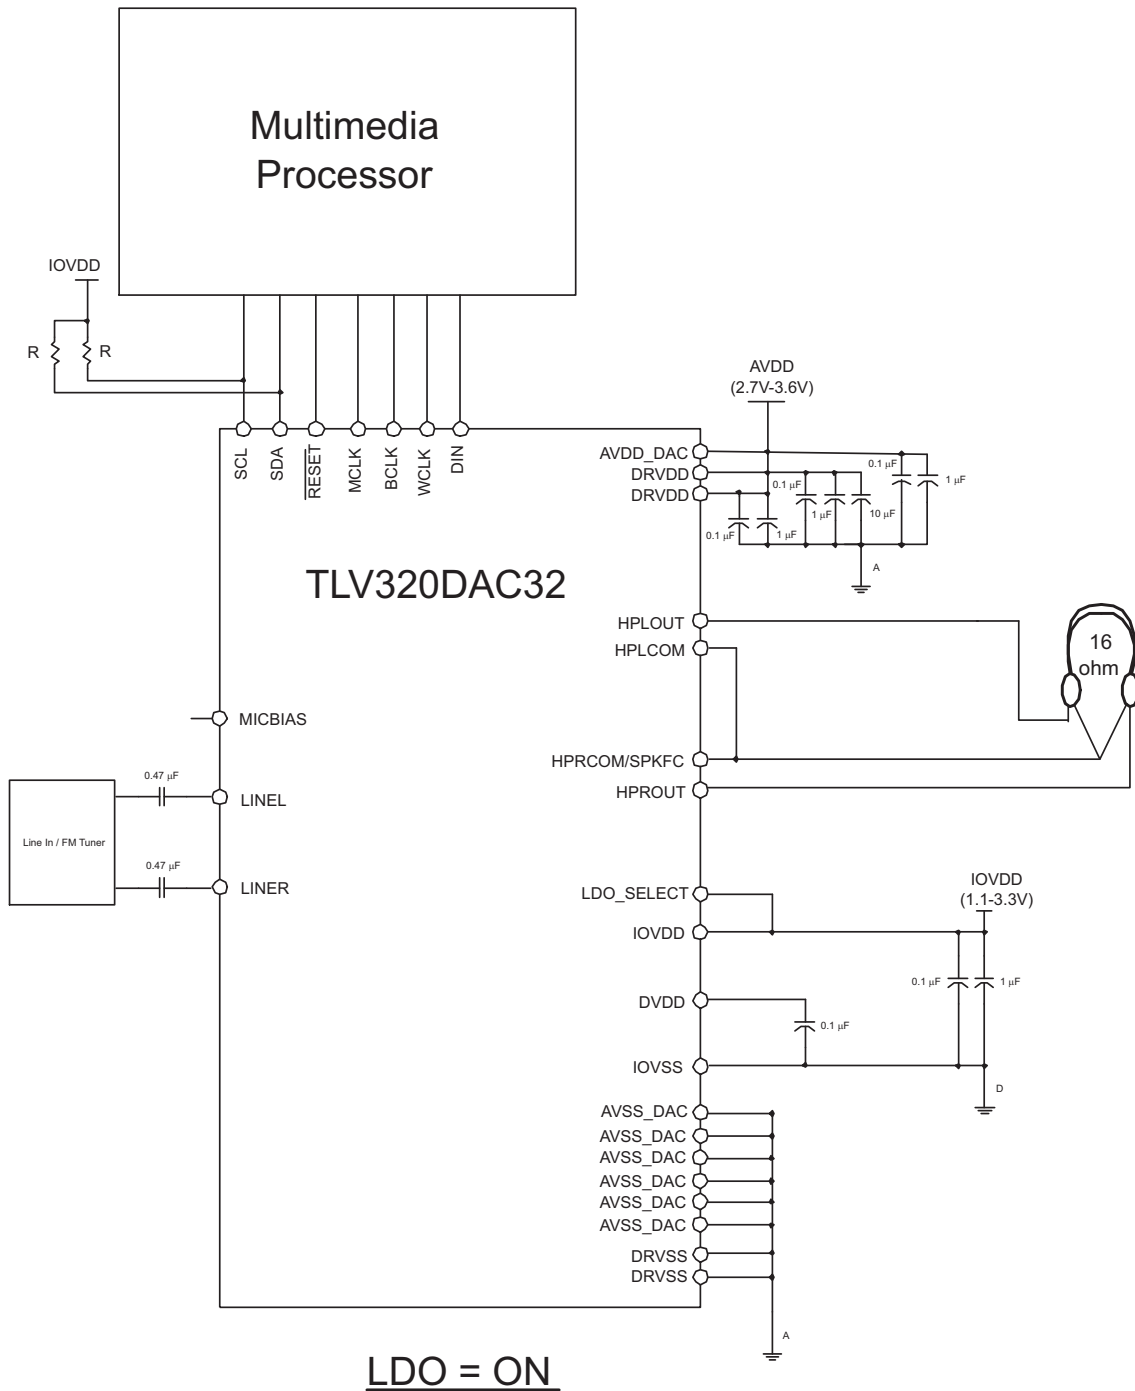 Multimedia
Processor
IOVDD
R
R
SCL
SDA
RESET
MCLK
BCLK
WCLK
DIN
AVDD
(2.7V-3.6V)
AVDD_DAC
DRVDD
DRVDD
0.1 μF
1 μF
0.1 μF
1 μF
10 μF
0.1 μF
1 μF
A
TLV320DAC32
HPLOUT
HPLCOM
16
ohm
MICBIAS
HPRCOM/SPKFC
HPROUT
0.47 μF
LINEL
Line In / FM Tuner
0.47 μF
LINER
LDO_SELECT
IOVDD
(1.1-3.3V)
IOVDD
0.1 μF
1 μF
DVDD
0.1 μF
IOVSS
D
AVSS_DAC
AVSS_DAC
AVSS_DAC
AVSS_DAC
AVSS_DAC
AVSS_DAC
DRVSS
DRVSS
A
LDO = ON